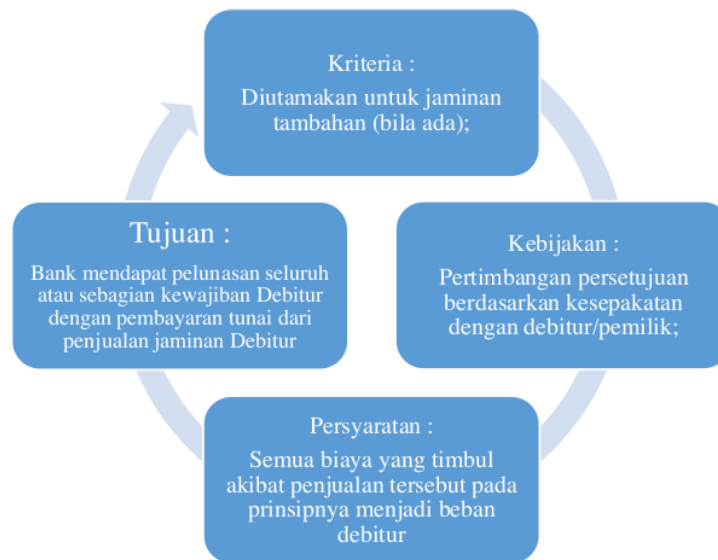 Kriteria :
Diutamakan untuk jaminan
tambahan (bila ada);
Kebijakan :
Pertimbangan persetujuan
berdasarkan kesepakatan
dengan debitur/pemilik;
Persyaratan :
Semua biaya yang timbul
akibat penjualan tersebut pada
prinsipnya menjadi beban
debitur
Tujuan :
Bank mendapat pelunasan seluruh
atau sebagian kewajiban Debitur
dengan pembayaran tunai dari
penjualan jaminan Debitur